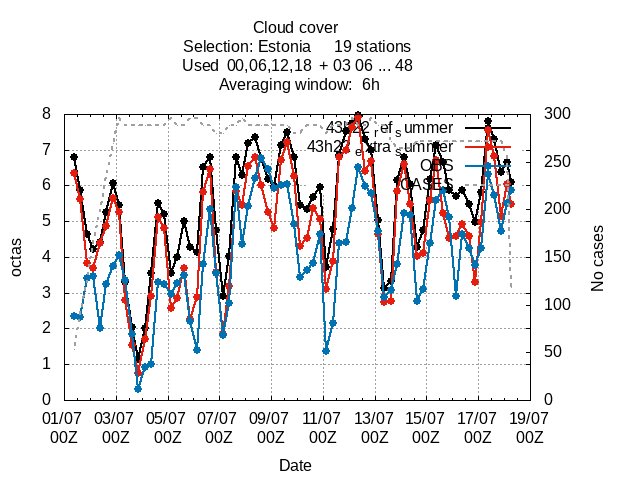 Cloud cover
Selection: Estonia 19 stations
Used 00,06,12,18 + 03 06 ... 48
Averaging window: 6h
8 7 6 5 4 3 2 1 0
octas
300 250 200 150 100 50 0
No cases
OBS
CASES
01/07 03/07 05/07 07/07 09/07 11/07 13/07 15/07 17/07 19/07
00Z 00Z 00Z 00Z 00Z 00Z 00Z 00Z 00Z 00Z
Date